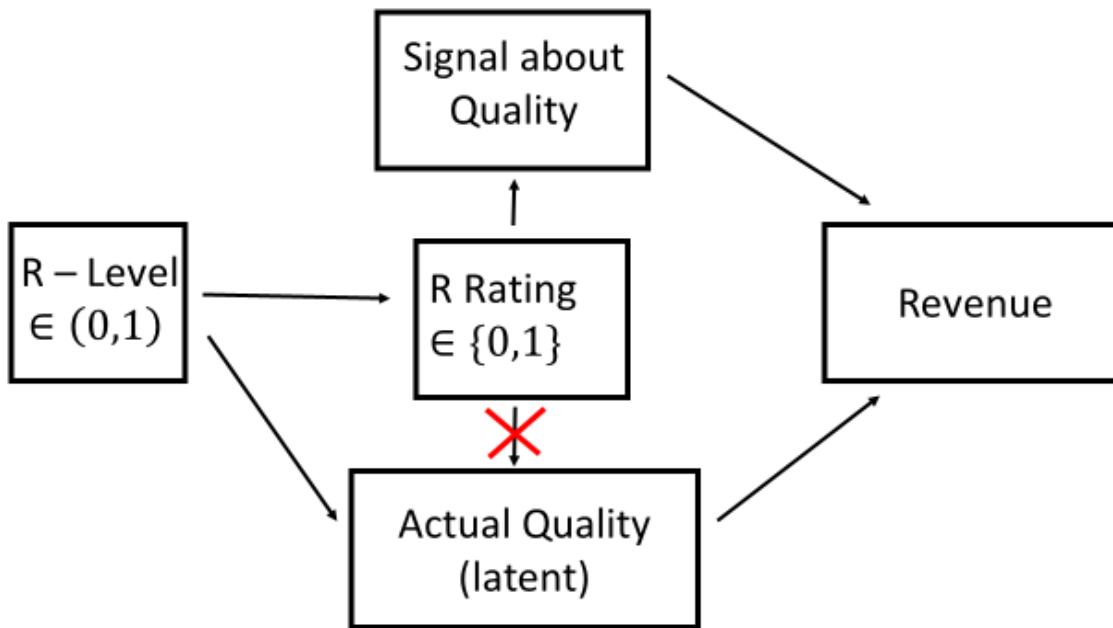 Signal about
Quality
R – Level
∈ (0,1)
R Rating
∈ {0,1}
Revenue
Actual Quality
(latent)